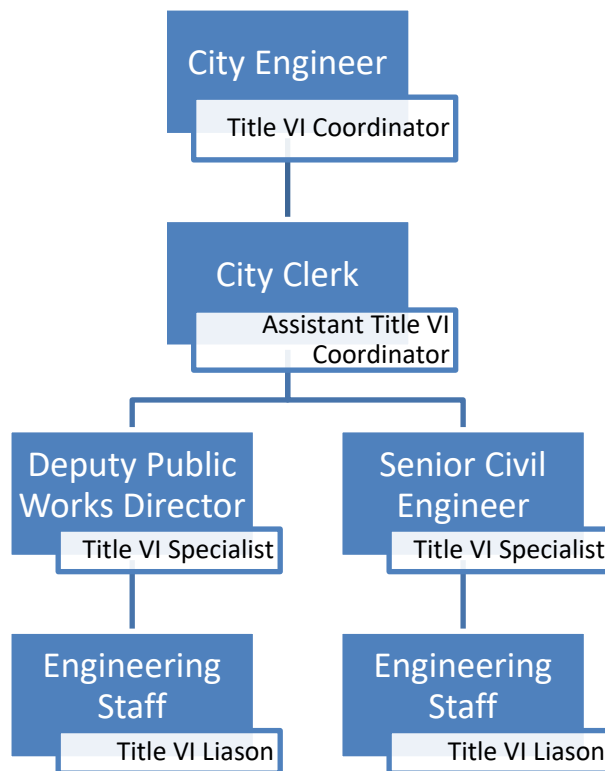 City Engineer
Title VI Coordinator
City Clerk
Assistant Title VI
Coordinator
Deputy Public
Works Director
Title VI Specialist
Senior Civil
Engineer
Title VI Specialist
Engineering
Staff
Title VI Liason
Engineering
Staff
Title VI Liason